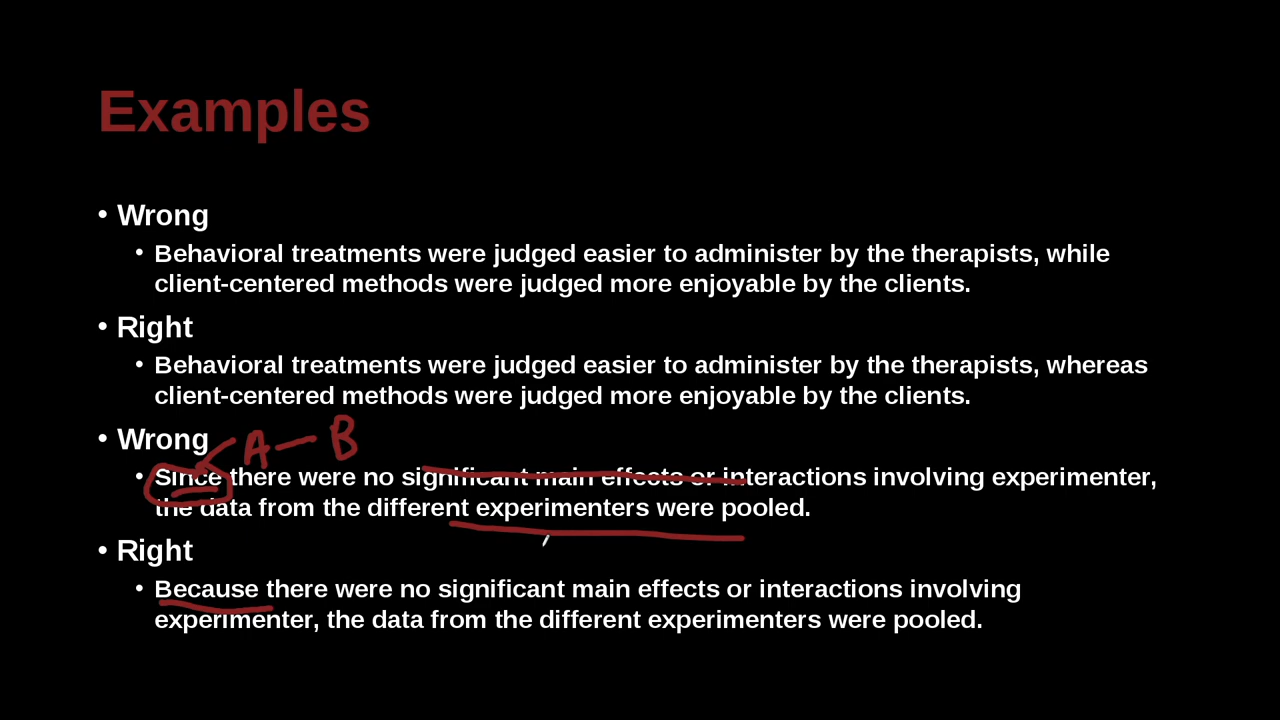 Examples
• Wrong
• Behavioral treatments were judged easier to administer by the therapists, while
client-centered methods were judged more enjoyable by the clients.
• Right
• Behavioral treatments were judged easier to administer by the therapists, whereas
client-centered methods were judged more enjoyable by the clients.
• Wrong
A — B
• Since there were no significant main effects or interactions involving experimenter,
the data from the different experimenters were pooled.
• Right
• Because there were no significant main effects or interactions involving
experimenter, the data from the different experimenters were pooled.